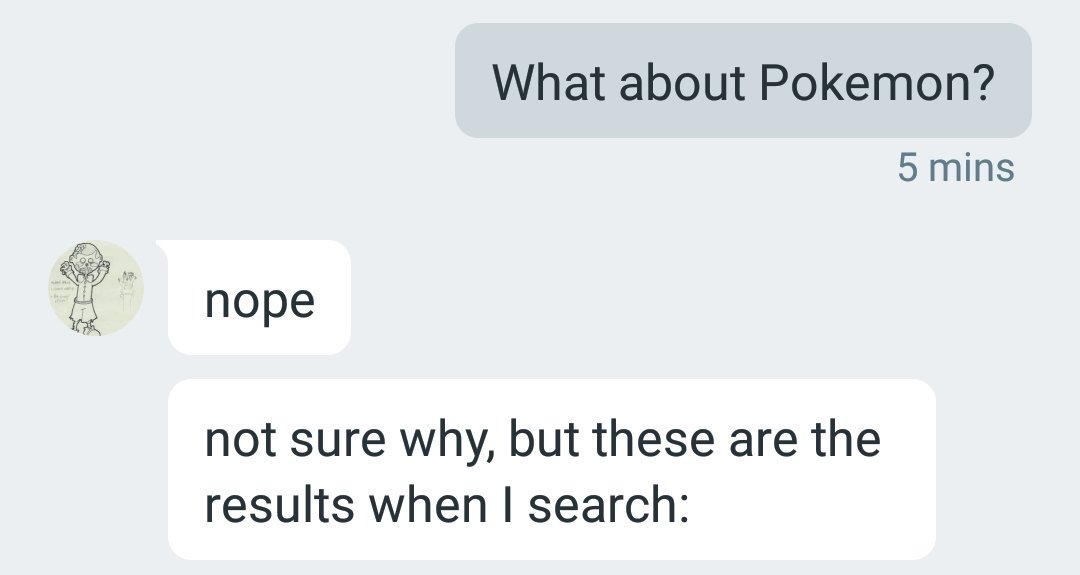 What about Pokemon?
5 mins
nope
not sure why, but these are the
results when I search: